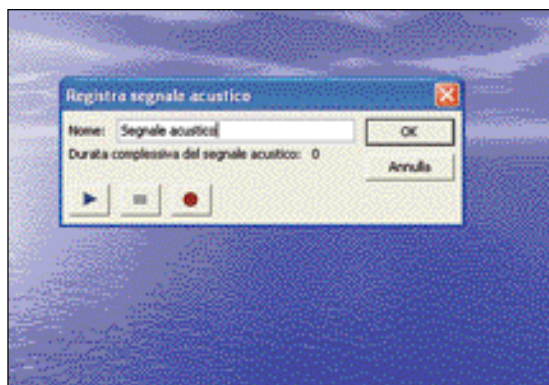 Registra segnale acustico
Nome: Segnale acustico OK
Durata complessiva del segnale acustico: 0
Annulla